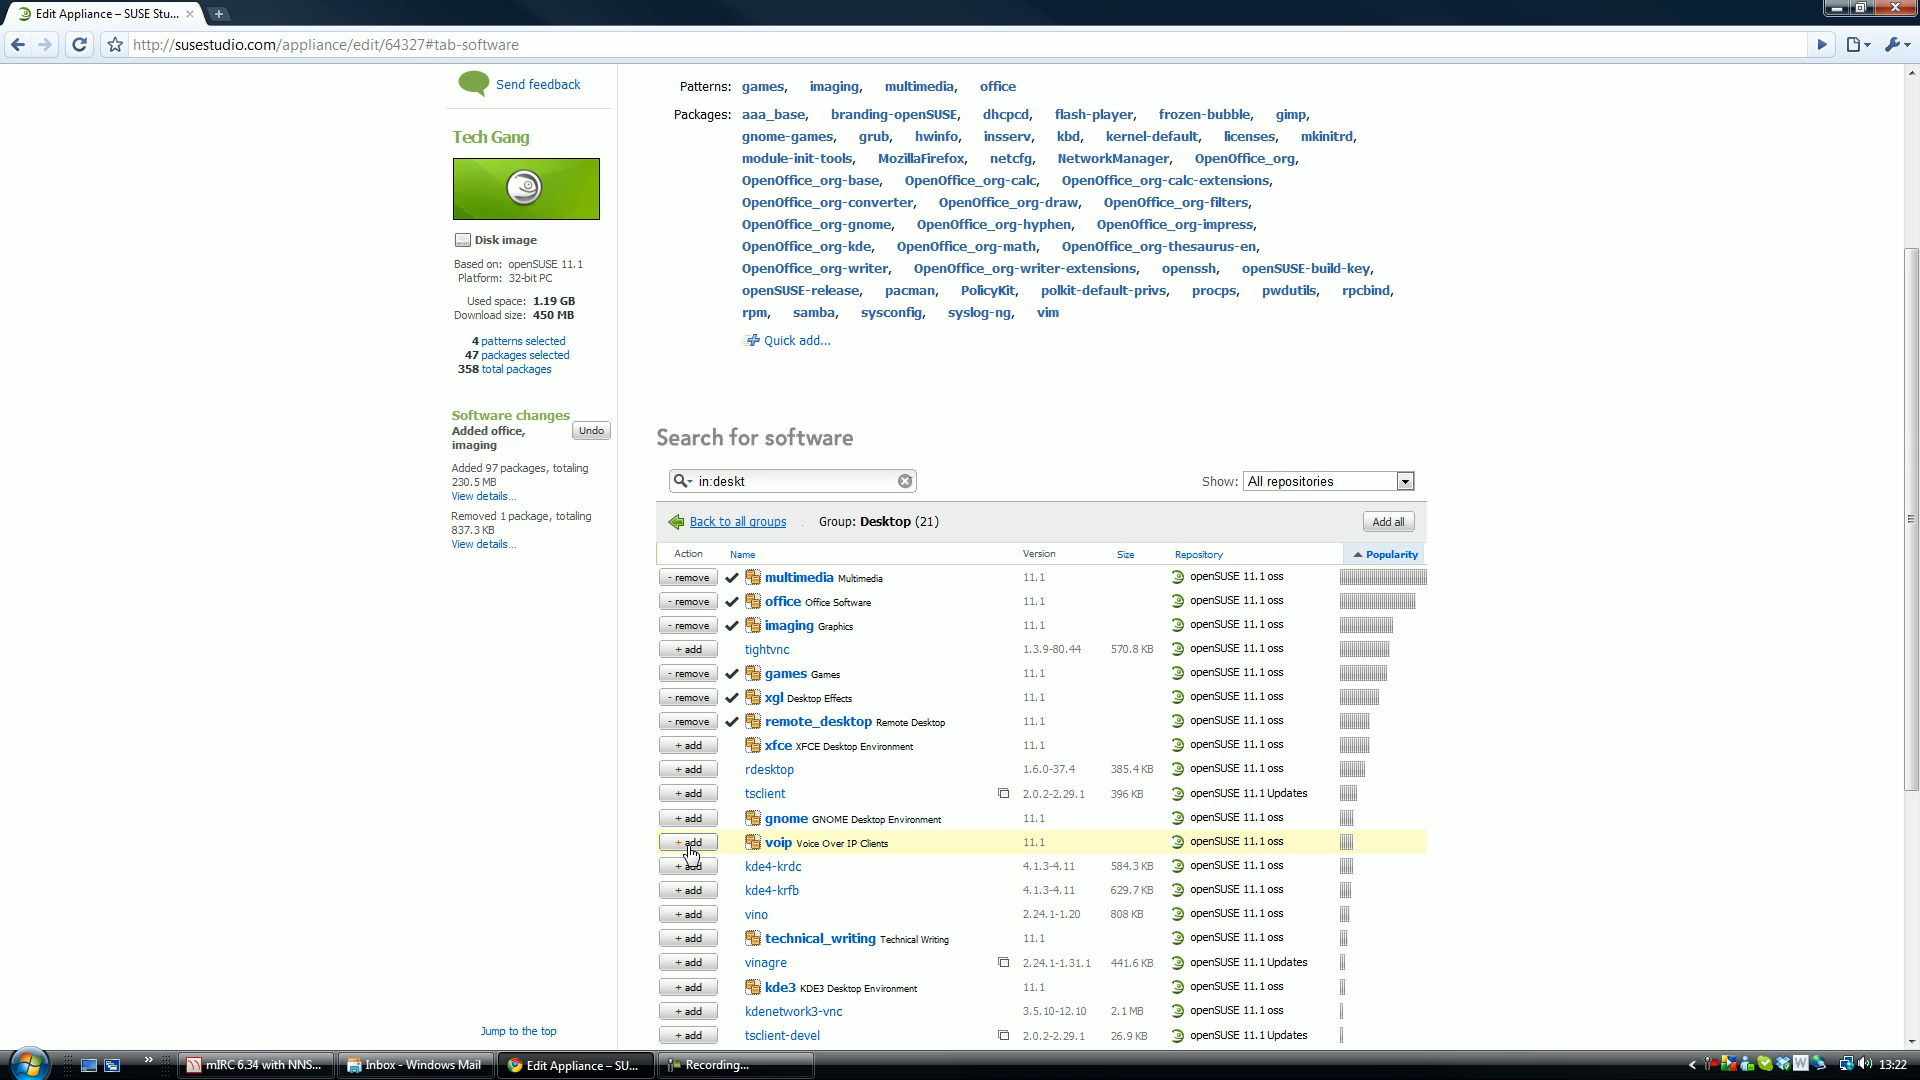 Edit Appliance – SUSE Stu...
http://susestudio.com/appliance/edit/64327#tab-software
Send feedback
Tech Gang
Disk image
Based on: openSUSE 11.1
Platform: 32-bit PC
Used space: 1.19 GB
Download size: 450 MB
4 patterns selected
47 packages selected
358 total packages
Software changes
Added office,
imaging
Undo
Added 97 packages, totaling
230.5 MB
View details...
Removed 1 package, totaling
837.3 KB
View details...
Jump to the top
Patterns: games, imaging, multimedia, office
Packages: aaa_base, branding-openSUSE, dhcpcd, flash-player, frozen-bubble, gimp,
gnome-games, grub, hwinfo, insserv, kbd, kernel-default, licenses, mkinitrd,
module-init-tools, MozillaFirefox, netcfg, NetworkManager, OpenOffice_org,
OpenOffice_org-base, OpenOffice_org-calc, OpenOffice_org-calc-extensions,
OpenOffice_org-converter, OpenOffice_org-draw, OpenOffice_org-filters,
OpenOffice_org-gnome, OpenOffice_org-hyphen, OpenOffice_org-impress,
OpenOffice_org-kde, OpenOffice_org-math, OpenOffice_org-thesaurus-en,
OpenOffice_org-writer, OpenOffice_org-writer-extensions, openssh, openSUSE-build-key,
openSUSE-release, pacman, PolicyKit, polkit-default-privs, procps, pwdutils, rpcbind,
rpm, samba, sysconfig, syslog-ng, vim
Quick add...
Search for software
in:deskt
Show: All repositories
Back to all groups Group: Desktop (21) Add all
Action Name Version Size Repository Popularity
- remove multimedia Multimedia 11.1 openSUSE 11.1 oss
- remove office Office Software 11.1 openSUSE 11.1 oss
- remove imaging Graphics 11.1 openSUSE 11.1 oss
+ add tightvnc 1.3.9-80.44 570.8 KB openSUSE 11.1 oss
- remove games Games 11.1 openSUSE 11.1 oss
- remove xgl Desktop Effects 11.1 openSUSE 11.1 oss
- remove remote_desktop Remote Desktop 11.1 openSUSE 11.1 oss
+ add xfce XFCE Desktop Environment 11.1 openSUSE 11.1 oss
+ add rdesktop 1.6.0-37.4 385.4 KB openSUSE 11.1 oss
+ add tsclient 2.0.2-2.29.1 396 KB openSUSE 11.1 Updates
+ add gnome GNOME Desktop Environment 11.1 openSUSE 11.1 oss
+ add voip Voice Over IP Clients 11.1 openSUSE 11.1 oss
+ add kde4-krdc 4.1.3-4.11 584.3 KB openSUSE 11.1 oss
+ add kde4-krfb 4.1.3-4.11 629.7 KB openSUSE 11.1 oss
+ add vino 2.24.1-1.20 808 KB openSUSE 11.1 oss
+ add technical_writing Technical Writing 11.1 openSUSE 11.1 oss
+ add vinagre 2.24.1-1.31.1 441.6 KB openSUSE 11.1 Updates
+ add kde3 KDE3 Desktop Environment 11.1 openSUSE 11.1 oss
+ add kdenetwork3-vnc 3.5.10-12.10 2.1 MB openSUSE 11.1 oss
+ add tsclient-devel 2.0.2-2.29.1 26.9 KB openSUSE 11.1 Updates
mIRC 6.34 with NNS... Inbox - Windows Mail Edit Appliance – SU... Recording... 13:22